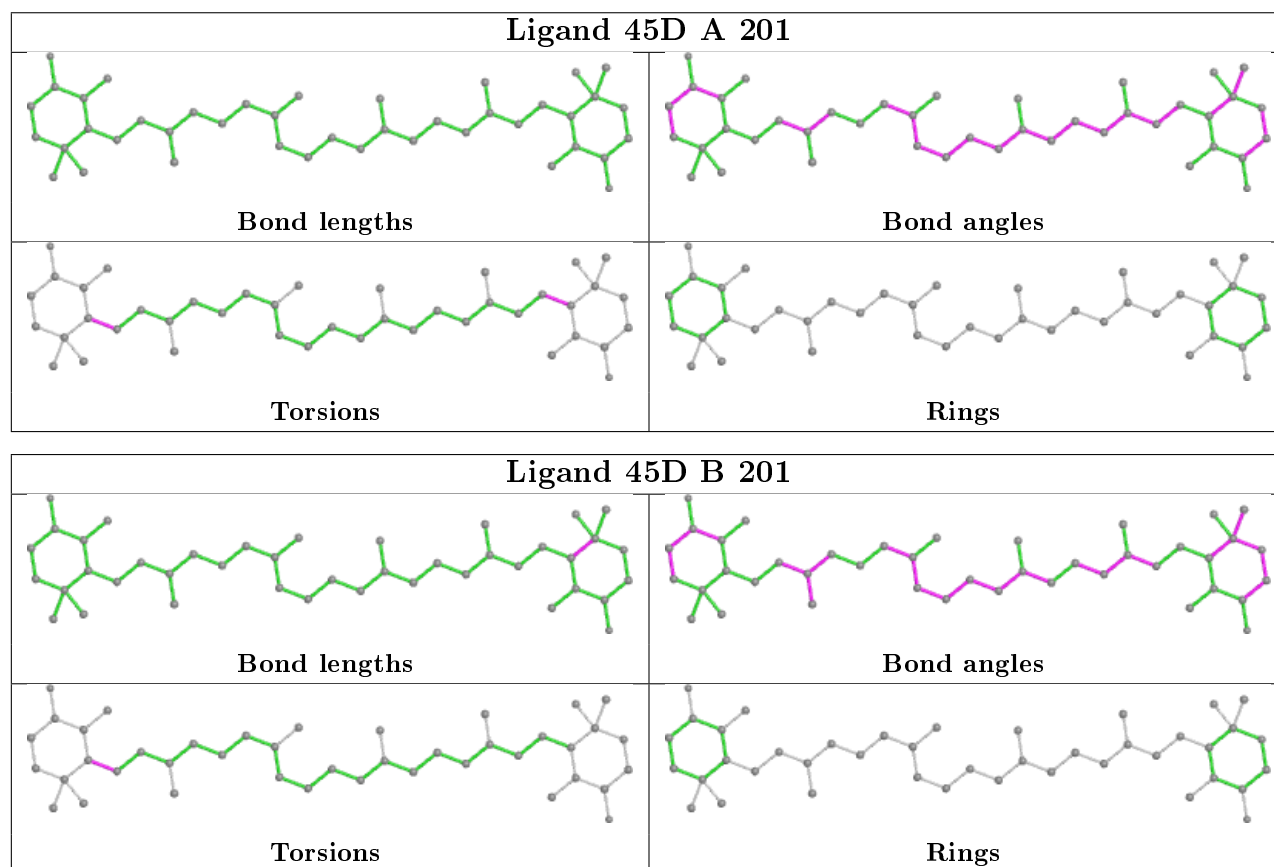 Ligand 45D A 201
Bond lengths
Bond angles
Torsions
Rings
Ligand 45D B 201
Bond lengths
Bond angles
Torsions
Rings